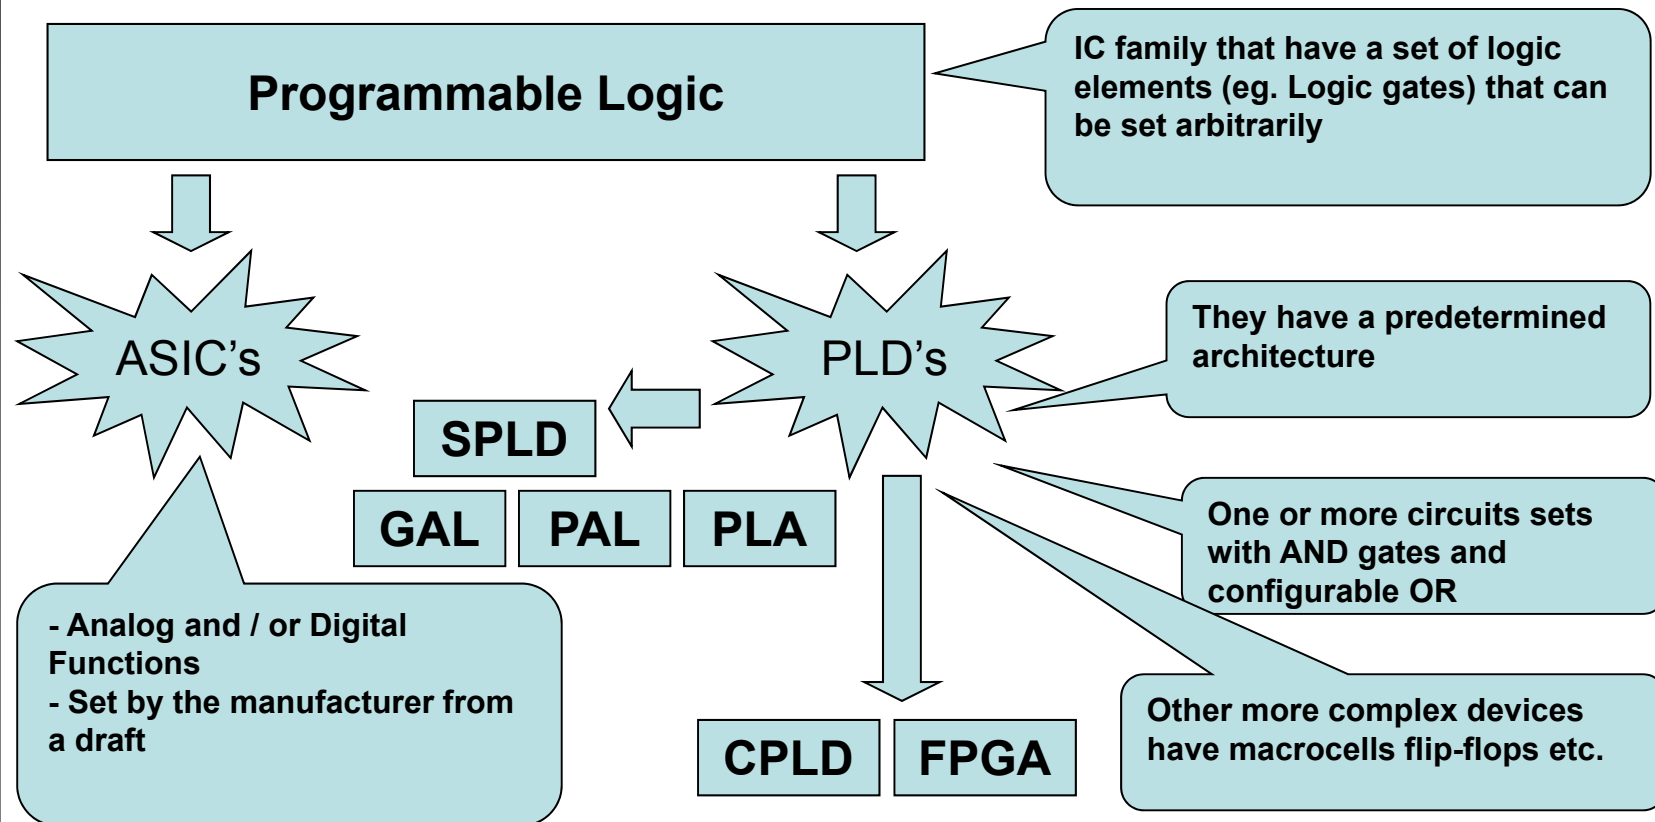 Programmable Logic
IC family that have a set of logic
elements (eg. Logic gates) that can
be set arbitrarily
ASIC's
PLD's
They have a predetermined
architecture
SPLD
GAL
PAL
PLA
One or more circuits sets
with AND gates and
configurable OR
- Analog and / or Digital
Functions
- Set by the manufacturer from
a draft
Other more complex devices
have macrocells flip-flops etc.
CPLD
FPGA